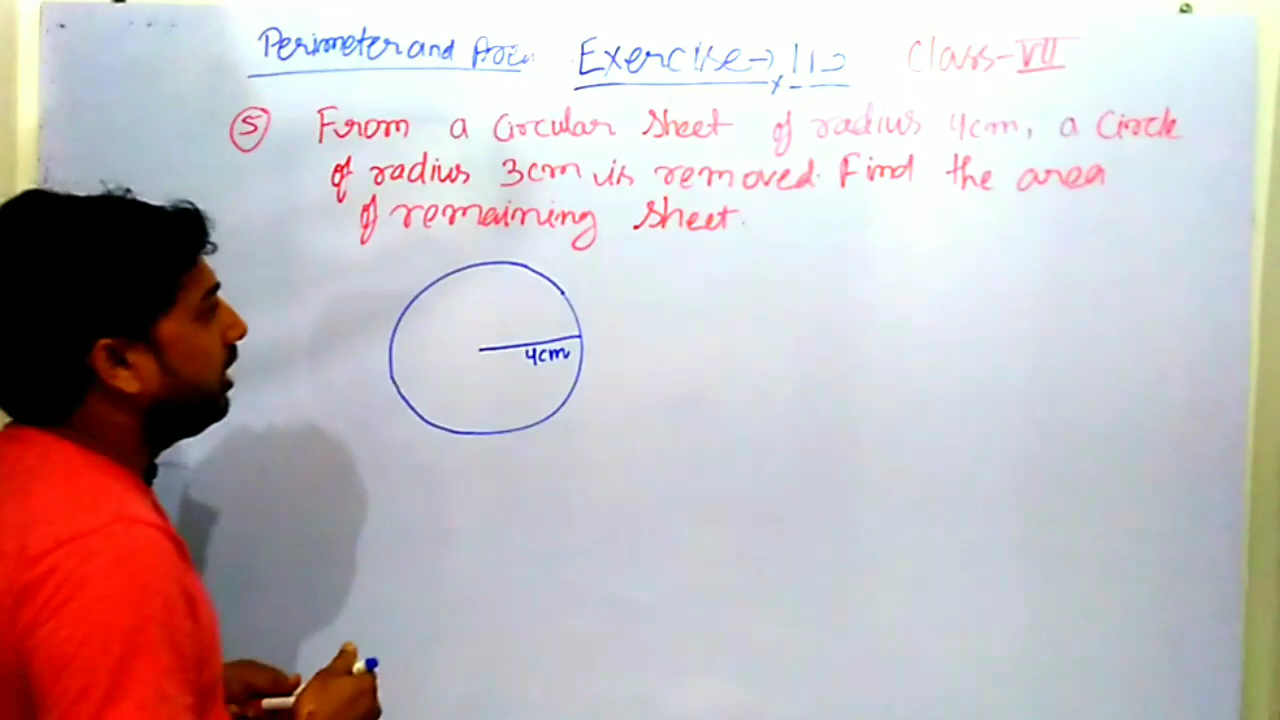 Perimeter and Area Exercise→ 11.3 Class-VII
⑤ From a circular sheet of radius 4cm, a circle
of radius 3cm is removed. Find the area
of remaining sheet.
4cm